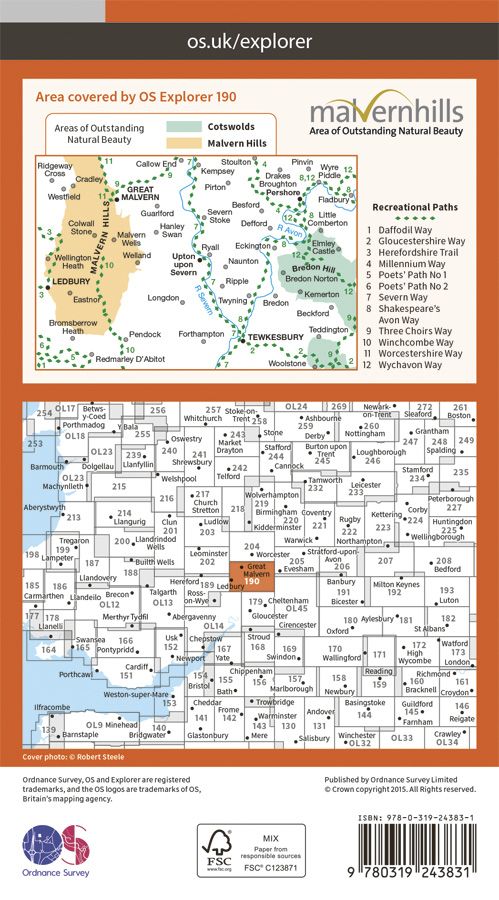 os.uk/explorer
Area covered by OS Explorer 190
malvernhills
Area of Outstanding Natural Beauty
Areas of Outstanding
Natural Beauty
Cotswolds
Malvern Hills
Ridgeway
Cross
Cradley
Westfield
Callow End
GREAT
MALVERN
Kempsey
Pirton
Stoulton
Drakes
Broughton
Pinvin
Wyre
Piddle
Pershore
Fladbury
Colwall
Stone
MALVERN HILLS
Guarlford
Hanley
Swan
Malvern
Wells
Welland
Severn
Stoke
Besford
Defford
R Avon
Little
Comberton
Elmley
Castle
Wellington
Heath
LEDBURY
Eastnor
Ryall
Upton
upon
Severn
Eckington
Naunton
Ripple
Bredon Hill
Bredon Norton
Kemerton
Longdon
R Severn
Twyning
Bredon
Beckford
Bromsberrow
Heath
Pendock
Redmarley D'Abitot
Forthampton
TEWKESBURY
Teddington
Woolstone
Recreational Paths
1 Daffodil Way
2 Gloucestershire Way
3 Herefordshire Trail
4 Millennium Way
5 Poets' Path No 1
6 Poets' Path No 2
7 Severn Way
8 Shakespeare's
Avon Way
9 Three Choirs Way
10 Winchcombe Way
11 Worcestershire Way
12 Wychavon Way
254 OL17 Betws-
y-Coed 256 257 Stoke-on-
Trent 258 OL24 269 Newark-
on-Trent 272 261
Porthmadog Y Bala Whitchurch Stone Ashbourne 259 260 Sleaford Boston
253 OL18 255 Oswestry 243 Derby Nottingham Grantham 248 249
OL23 239 240 Market
Drayton Stafford Burton upon
Trent 247 Spalding
Barmouth Dolgellau Llanfyllin 241 Shrewsbury 242 244 Cannock 245 Loughborough 246 Stamford
OL23 Machynlleth 215 Welshpool Telford Tamworth 232 Leicester 233 234 235
Aberystwyth 216 217 Church
Stretton 218 Wolverhampton 219 Birmingham 220 Coventry 221 222 Kettering 223 Corby 224 Peterborough 227
213 214 Llangurig Clun 201 Ludlow 203 Kidderminster Rugby Huntingdon 225
Tregaron 200 Llandrindod
Wells Warwick Northampton Wellingborough
198 199 Lampeter Builth Wells Leominster 202 204 Worcester 205 Stratford-upon-
Avon 206 207 208 Bedford
185 186 Llandovery 187 188 189 Hereford Ledbury Great
Malvern 190 Evesham Banbury 191 Milton Keynes 192 193
Carmarthen Llandeilo Brecon OL12 Talgarth OL13 Ross-
on-Wye 179 Cheltenham OL45 Bicester Luton
177 178 Llanelli Merthyr Tydfil Abergavenny OL14 Gloucester Cirencester 180 Oxford Aylesbury 181 182 St Albans
164 Swansea 165 166 Pontypridd Usk 152 Chepstow 167 Stroud 168 169 170 171 172 Watford 173
Porthcawl Cardiff 151 Newport Yate Swindon Wallingford High
Wycombe London
Weston-super-Mare 153 154 Bristol 155 Bath Chippenham 156 157 Marlborough 158 Newbury Reading 159 Richmond 160 Bracknell 161 Croydon
Ilfracombe OL9 Minehead Cheddar 141 Frome 142 Trowbridge 143 Warminster 130 Andover 131 Basingstoke 144 Guildford 145 146 Reigate
139 Barnstaple 140 Bridgwater Glastonbury Mere Salisbury Winchester OL32 OL33 Farnham Crawley OL34
Cover photo: © Robert Steele
Ordnance Survey, OS and Explorer are registered
trademarks, and the OS logos are trademarks of OS,
Britain's mapping agency.
Published by Ordnance Survey Limited
© Crown copyright 2015. All rights reserved.
OS
Ordnance Survey
FSC
www.fsc.org
MIX
Paper from
responsible sources
FSC® C123871
ISBN: 978-0-319-24383-1
9 780319 243831